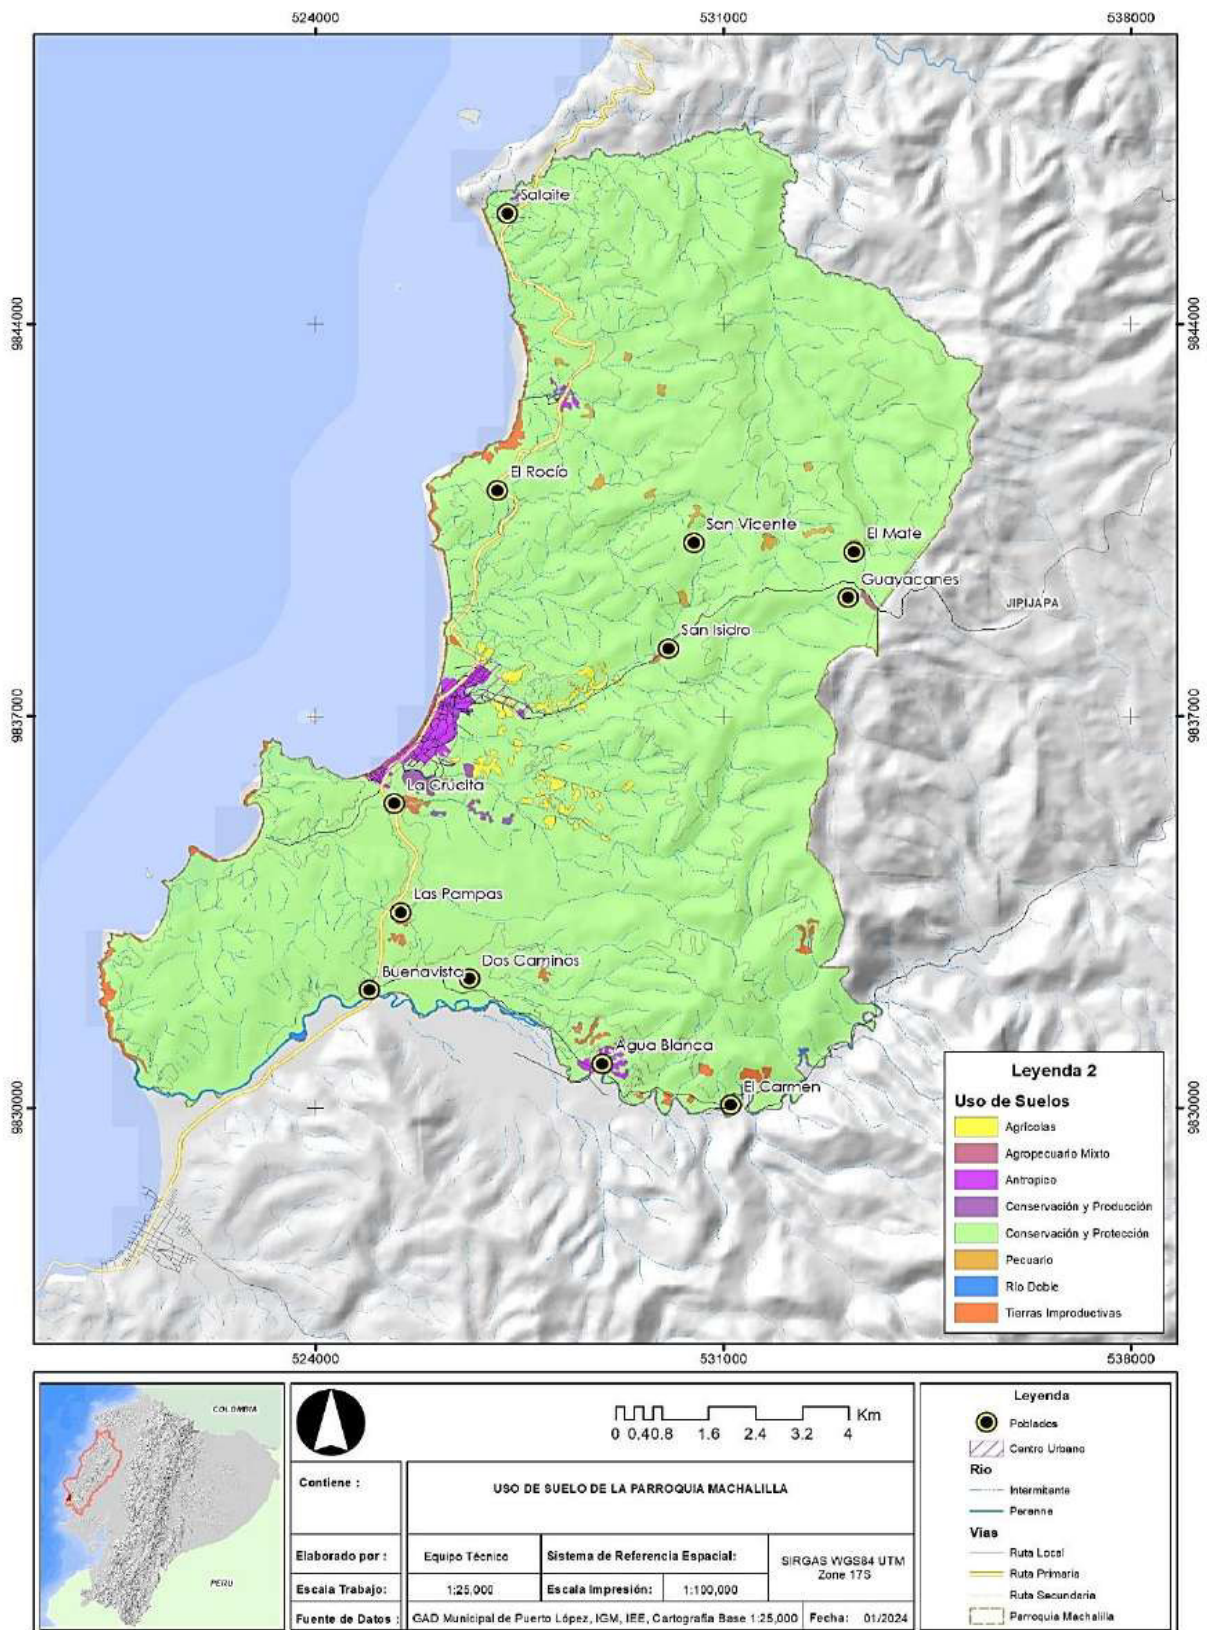 524000
531000
538000
9844000
9844000
9837000
9837000
9830000
9830000
Salaite
El Rocío
San Vicente
El Mate
Guayacanes
JIPIJAPA
San Isidro
La Crucita
Las Pampas
Dos Caminos
Buenavista
Agua Blanca
El Carmen
Leyenda 2
Uso de Suelos
Agrícolas
Agropecuario Mixto
Antropico
Conservación y Producción
Conservación y Protección
Pecuario
Río Doble
Tierras Improductivas
524000
531000
538000
COLOMBIA
PERU
Km
0 0.4 0.8 1.6 2.4 3.2 4
Contiene :
USO DE SUELO DE LA PARROQUIA MACHALILLA
Elaborado por :
Equipo Técnico
Sistema de Referencia Espacial:
SIRGAS WGS84 UTM
Zone 17S
Escala Trabajo:
1:25,000
Escala Impresión:
1:100,000
Fuente de Datos :
GAD Municipal de Puerto López, IGM, IEE, Cartografía Base 1:25,000
Fecha: 01/2024
Leyenda
Poblados
Centro Urbano
Rio
Intermitente
Perenne
Vías
Ruta Local
Ruta Primaria
Ruta Secundaria
Parroquia Machalilla